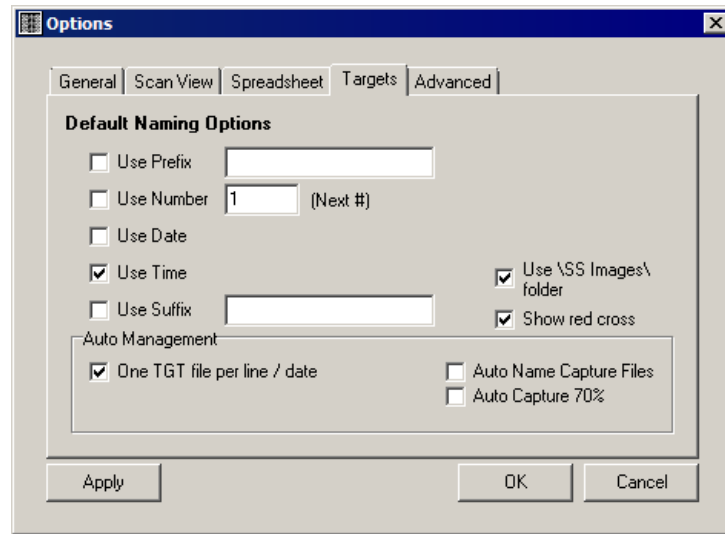 Options
General Scan View Spreadsheet Targets Advanced
Default Naming Options
Use Prefix
Use Number 1 (Next #)
Use Date
Use Time
Use \SS Images\
folder
Use Suffix
Show red cross
Auto Management
One TGT file per line / date
Auto Name Capture Files
Auto Capture 70%
Apply OK Cancel